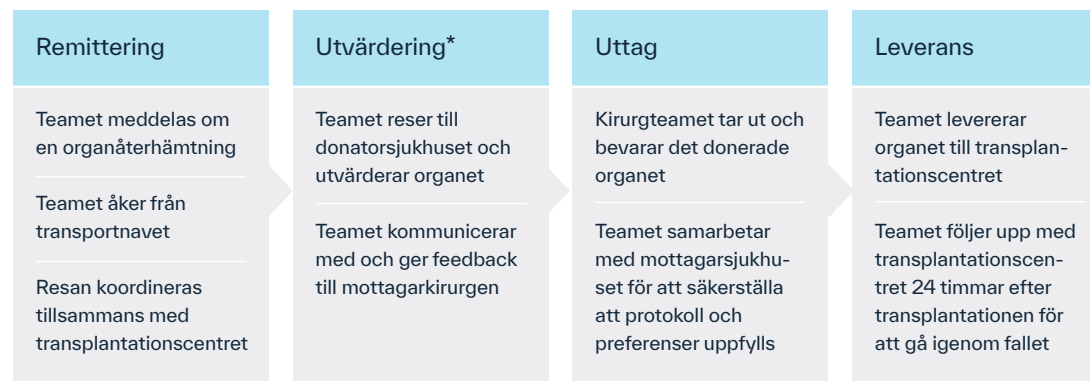 Remittering
Teamet meddelas om
en organåterhämtning
Teamet åker från
transportnavet
Resan koordineras
tillsammans med
transplantationscentret
Utvärdering*
Teamet reser till
donatorsjukhuset och
utvärderar organet
Teamet kommunicerar
med och ger feedback
till mottagarkirurgen
Uttag
Kirurgteamet tar ut och
bevarar det donerade
organet
Teamet samarbetar
med mottagarsjukhu-
set för att säkerställa
att protokoll och
preferenser uppfylls
Leverans
Teamet levererar
organet till transplan-
tationscentret
Teamet följer upp med
transplantationscen-
tret 24 timmar efter
transplantationen för
att gå igenom fallet